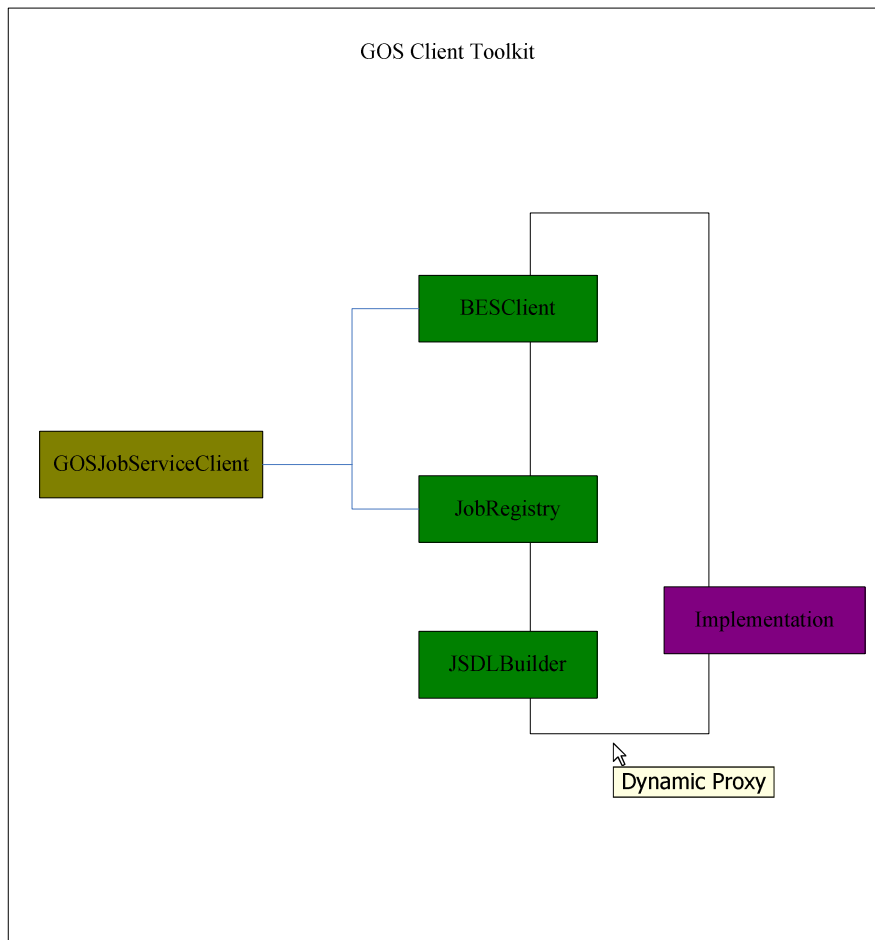 GOS Client Toolkit
BESClient
GOSJobServiceClient
JobRegistry
Implementation
JSDLBuilder
Dynamic Proxy